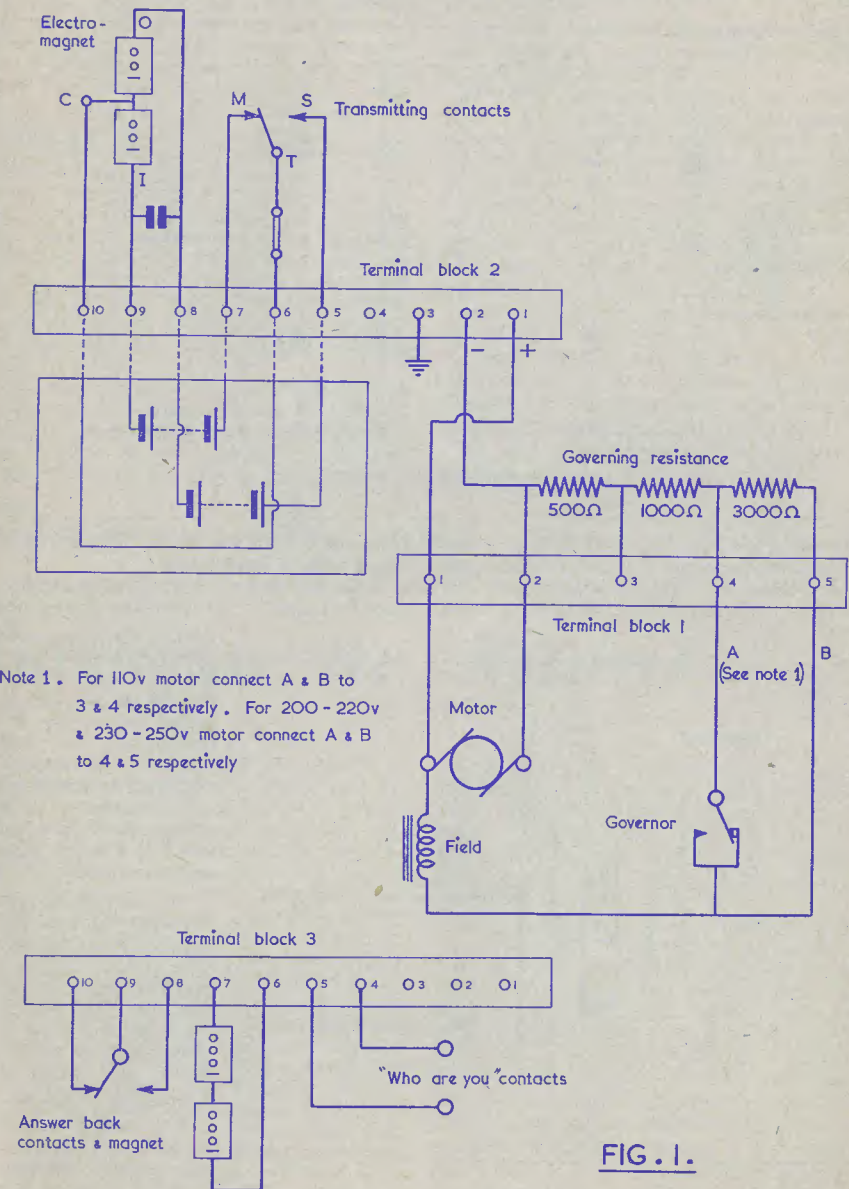 Electro-
magnet
O
C
I
M
S
Transmitting contacts
T
Terminal block 2
10 9 8 7 6 5 4 3 2 1
- +
Governing resistance
500Ω 1000Ω 3000Ω
1 2 3 4 5
Terminal block 1
A
(See note 1)
B
Note 1. For 110v motor connect A & B to
3 & 4 respectively. For 200-220v
& 230-250v motor connect A & B
to 4 & 5 respectively
Motor
Field
Governor
Terminal block 3
10 9 8 7 6 5 4 3 2 1
"Who are you" contacts
Answer back
contacts & magnet
FIG. 1.